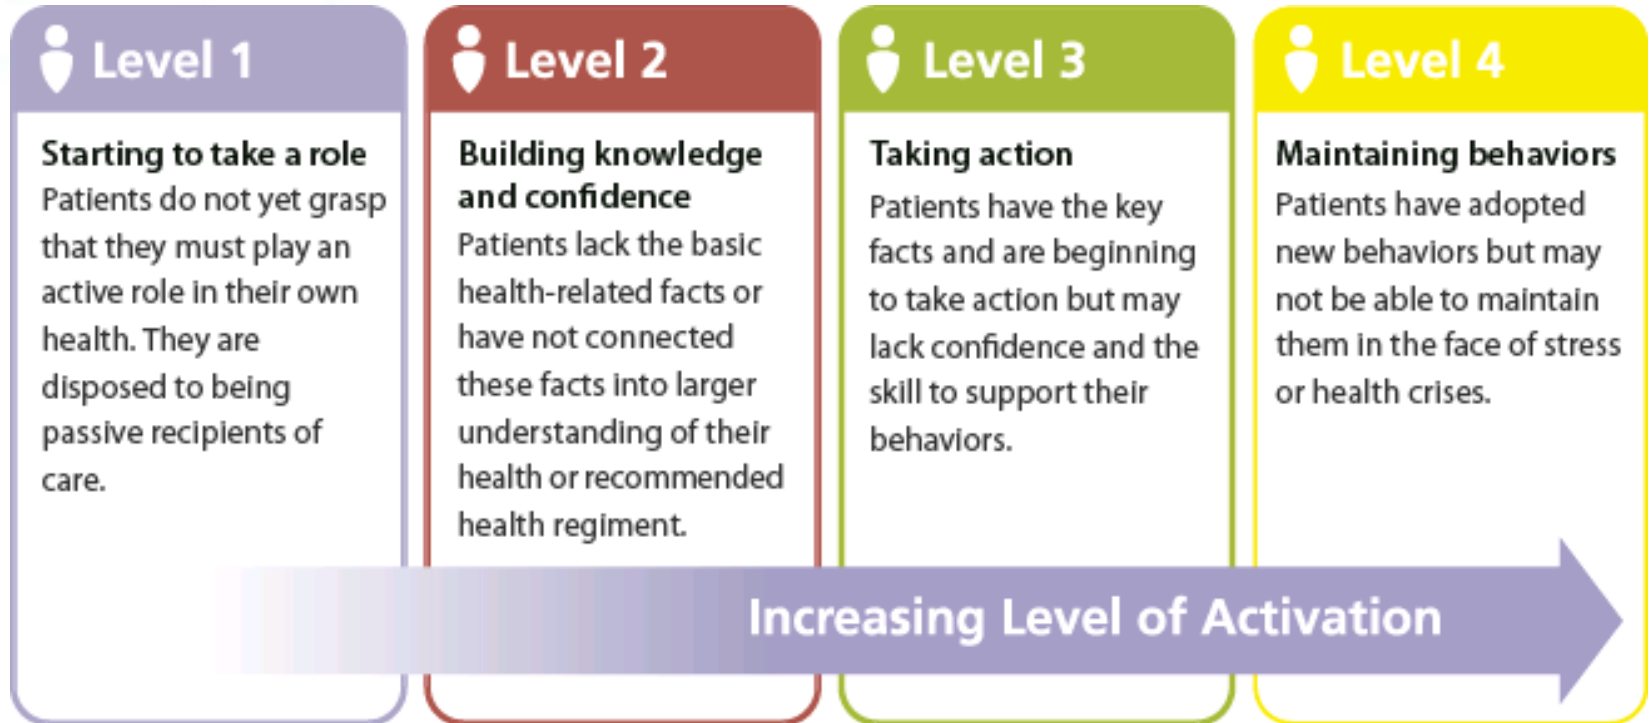 Level 1
Starting to take a role
Patients do not yet grasp
that they must play an
active role in their own
health. They are
disposed to being
passive recipients of
care.
Level 2
Building knowledge
and confidence
Patients lack the basic
health-related facts or
have not connected
these facts into larger
understanding of their
health or recommended
health regiment.
Level 3
Taking action
Patients have the key
facts and are beginning
to take action but may
lack confidence and the
skill to support their
behaviors.
Level 4
Maintaining behaviors
Patients have adopted
new behaviors but may
not be able to maintain
them in the face of stress
or health crises.
Increasing Level of Activation